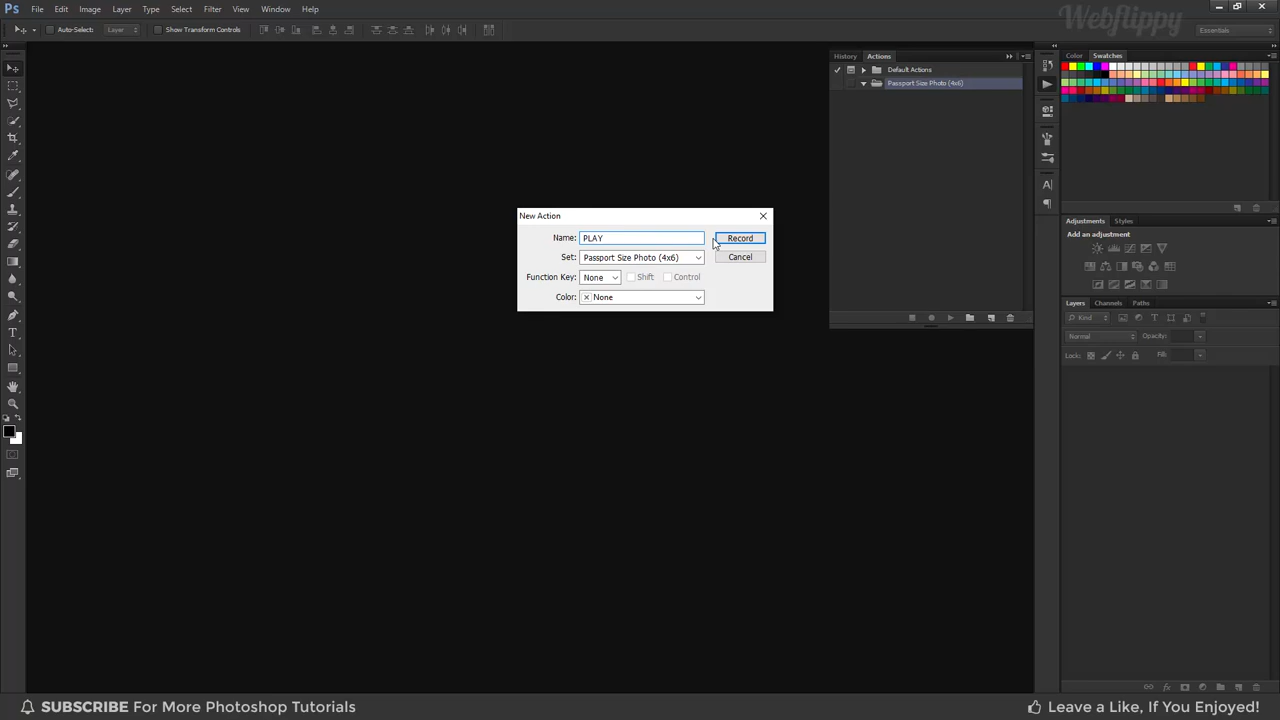 Ps File Edit Image Layer Type Select Filter View Window Help
Webflippy
Auto-Select: Layer Show Transform Controls Essentials
History Actions
Color Swatches
Default Actions
Passport Size Photo (4x6)
New Action
Name: PLAY Record
Set: Passport Size Photo (4x6) Cancel
Function Key: None Shift Control
Color: None
Adjustments Styles
Add an adjustment
Layers Channels Paths
Kind
Normal Opacity:
Lock: Fill:
SUBSCRIBE For More Photoshop Tutorials
Leave a Like, If You Enjoyed!